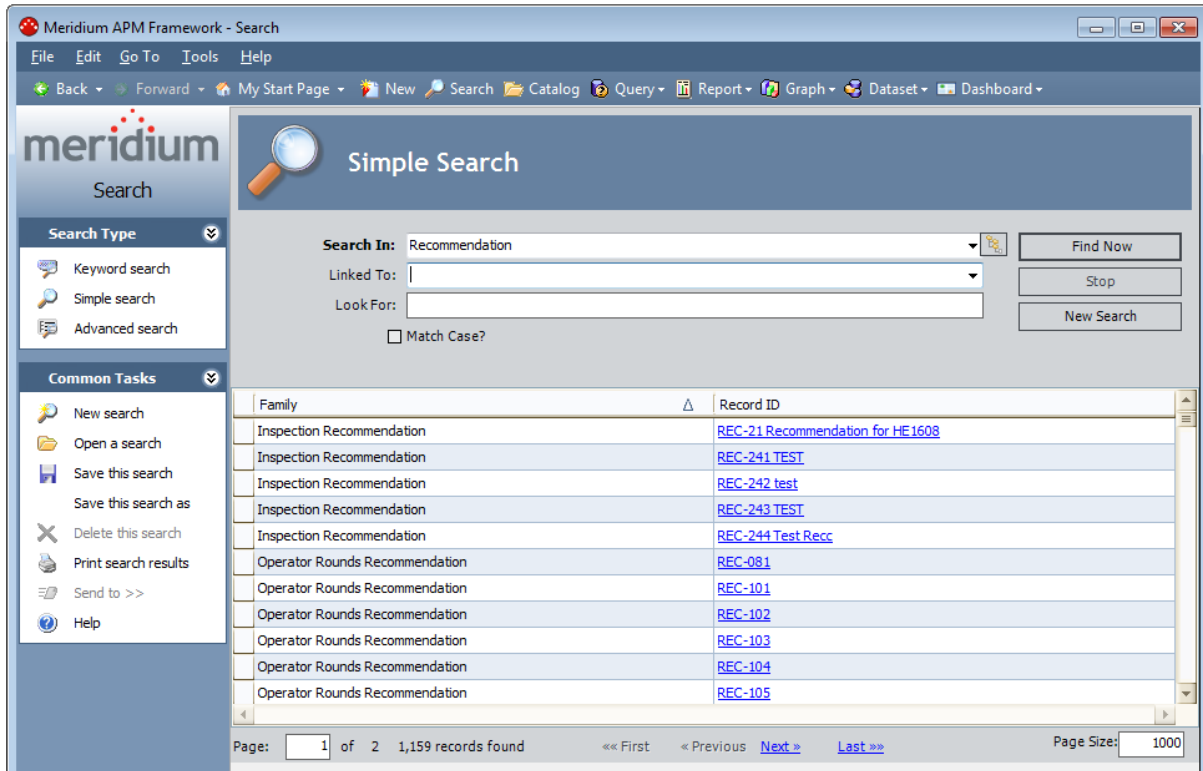 Meridium APM Framework - Search
File Edit Go To Tools Help
Back Forward My Start Page New Search Catalog Query Report Graph Dataset Dashboard
meridium
Search
Simple Search
Search Type
Keyword search
Simple search
Advanced search
Search In: Recommendation
Linked To:
Look For:
Match Case?
Find Now
Stop
New Search
Common Tasks
New search
Open a search
Save this search
Save this search as
Delete this search
Print search results
Send to >>
Help
Family Record ID
Inspection Recommendation REC-21 Recommendation for HE1608
Inspection Recommendation REC-241 TEST
Inspection Recommendation REC-242 test
Inspection Recommendation REC-243 TEST
Inspection Recommendation REC-244 Test Recc
Operator Rounds Recommendation REC-081
Operator Rounds Recommendation REC-101
Operator Rounds Recommendation REC-102
Operator Rounds Recommendation REC-103
Operator Rounds Recommendation REC-104
Operator Rounds Recommendation REC-105
Page: 1 of 2 1,159 records found «« First « Previous Next » Last »» Page Size: 1000